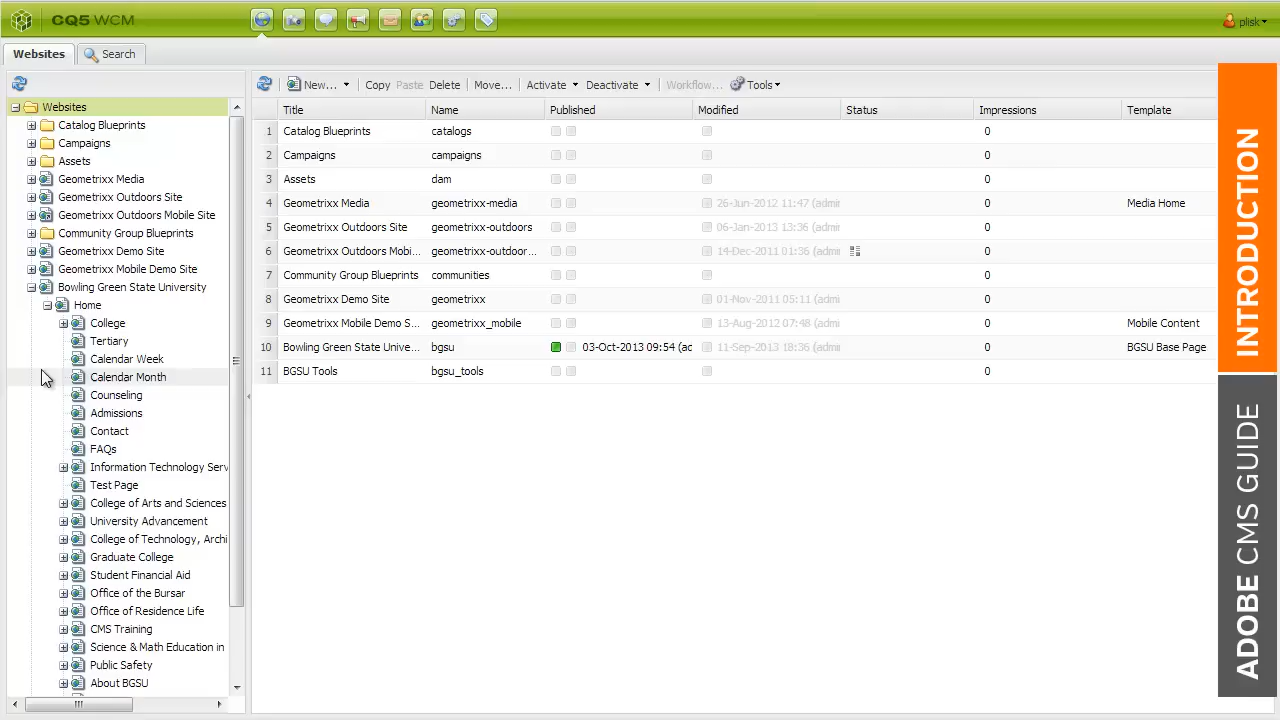 CQ5 WCM
plisk
Websites
Search
New...
Copy
Paste
Delete
Move...
Activate
Deactivate
Workflow...
Tools
Websites
Catalog Blueprints
Campaigns
Assets
Geometrixx Media
Geometrixx Outdoors Site
Geometrixx Outdoors Mobile Site
Community Group Blueprints
Geometrixx Demo Site
Geometrixx Mobile Demo Site
Bowling Green State University
Home
College
Tertiary
Calendar Week
Calendar Month
Counseling
Admissions
Contact
FAQs
Information Technology Serv
Test Page
College of Arts and Sciences
University Advancement
College of Technology, Archi
Graduate College
Student Financial Aid
Office of the Bursar
Office of Residence Life
CMS Training
Science & Math Education in
Public Safety
About BGSU
Title Name Published Modified Status Impressions Template
1 Catalog Blueprints catalogs 0
2 Campaigns campaigns 0
3 Assets dam 0
4 Geometrixx Media geometrixx-media 26-Jun-2012 11:47 (admin 0 Media Home
5 Geometrixx Outdoors Site geometrixx-outdoors 06-Jan-2013 13:36 (admi 0
6 Geometrixx Outdoors Mobi... geometrixx-outdoor... 14-Dec-2011 01:36 (admi 0
7 Community Group Blueprints communities 0
8 Geometrixx Demo Site geometrixx 01-Nov-2011 05:11 (admi 0
9 Geometrixx Mobile Demo S... geometrixx_mobile 13-Aug-2012 07:48 (admi 0 Mobile Content
10 Bowling Green State Unive... bgsu 03-Oct-2013 09:54 (ac 11-Sep-2013 18:36 (admi 0 BGSU Base Page
11 BGSU Tools bgsu_tools 0
INTRODUCTION
ADOBE CMS GUIDE